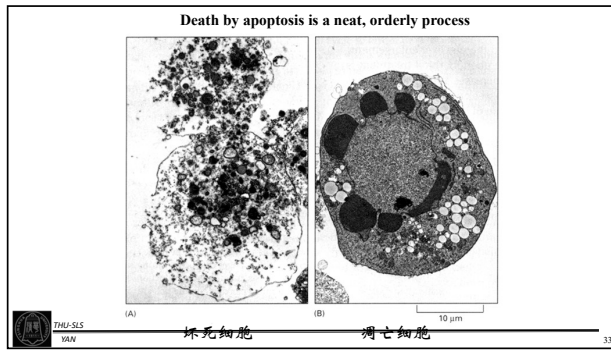 Death by apoptosis is a neat, orderly process
(A)
(B)
10 μm
THU-SLS
YAN
坏死细胞
凋亡细胞
33